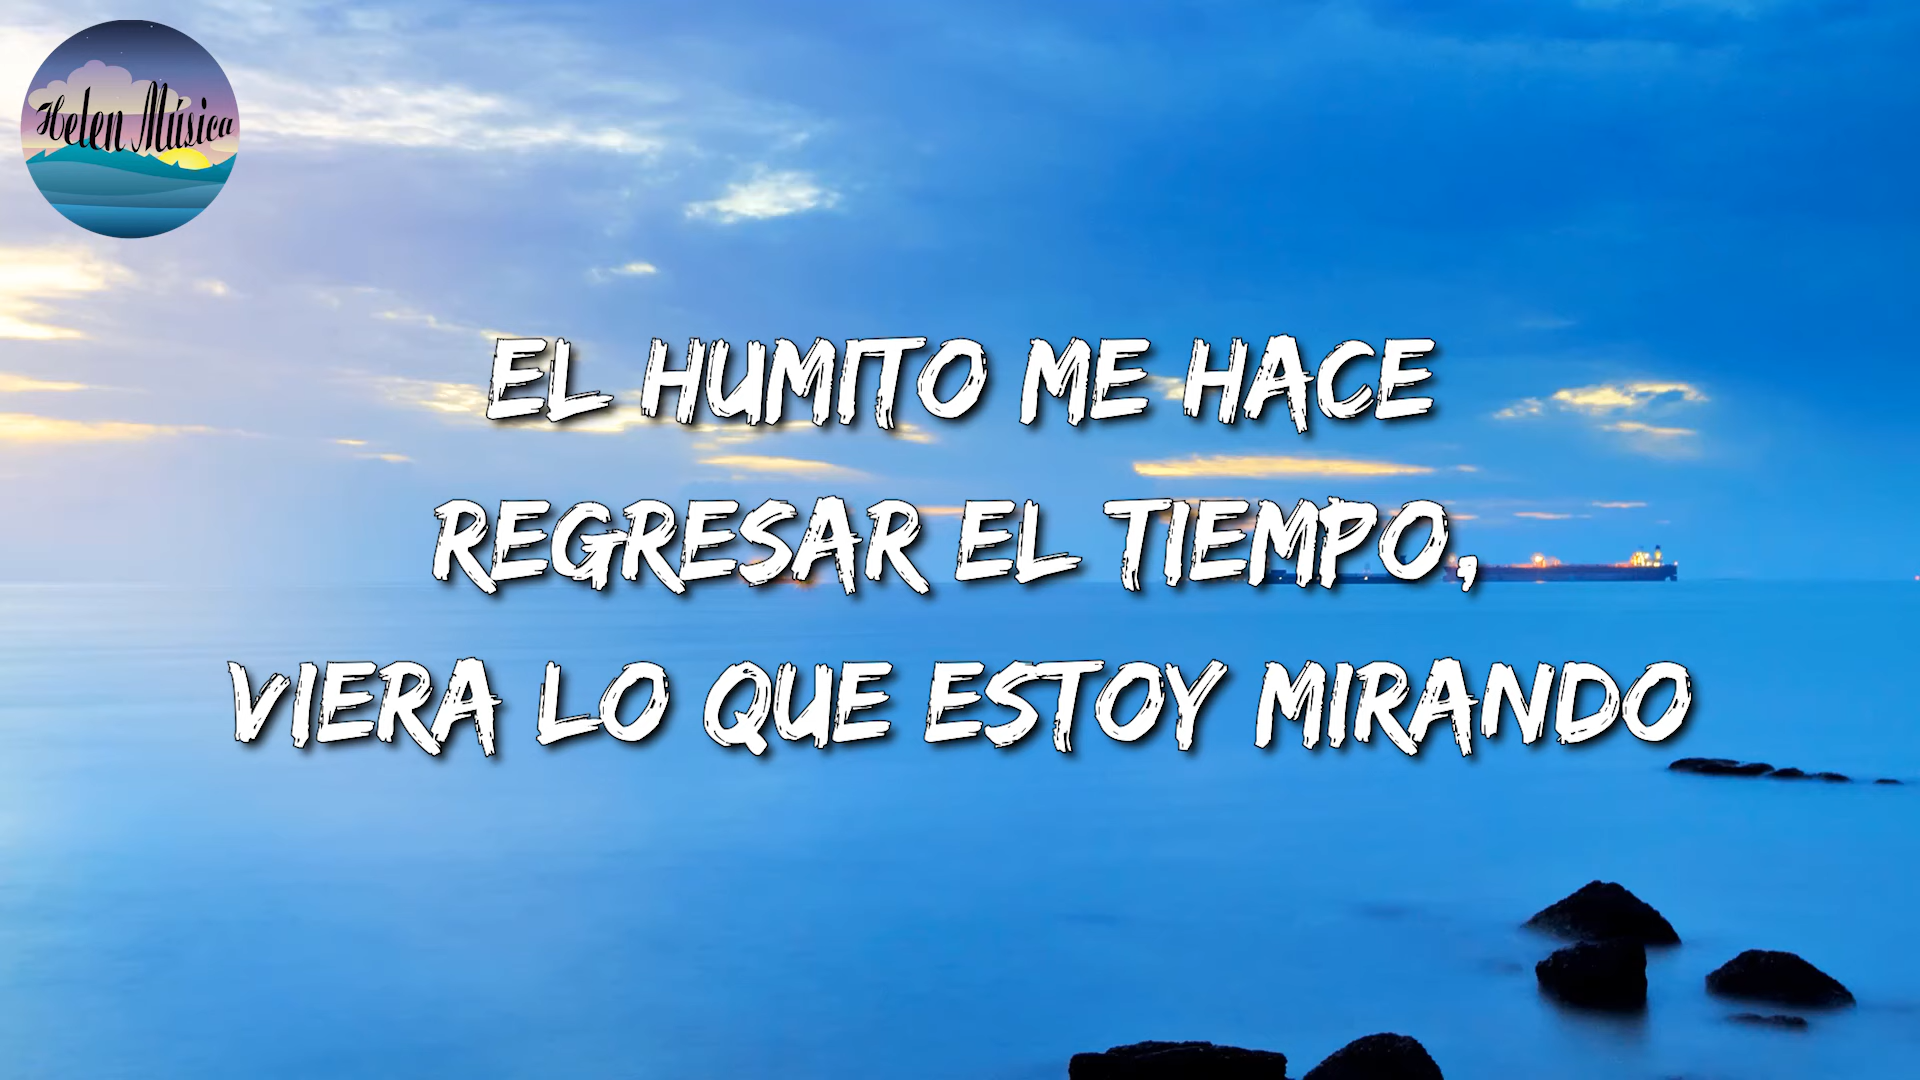 Helen Música
EL HUMITO ME HACE
REGRESAR EL TIEMPO,
VIERA LO QUE ESTOY MIRANDO